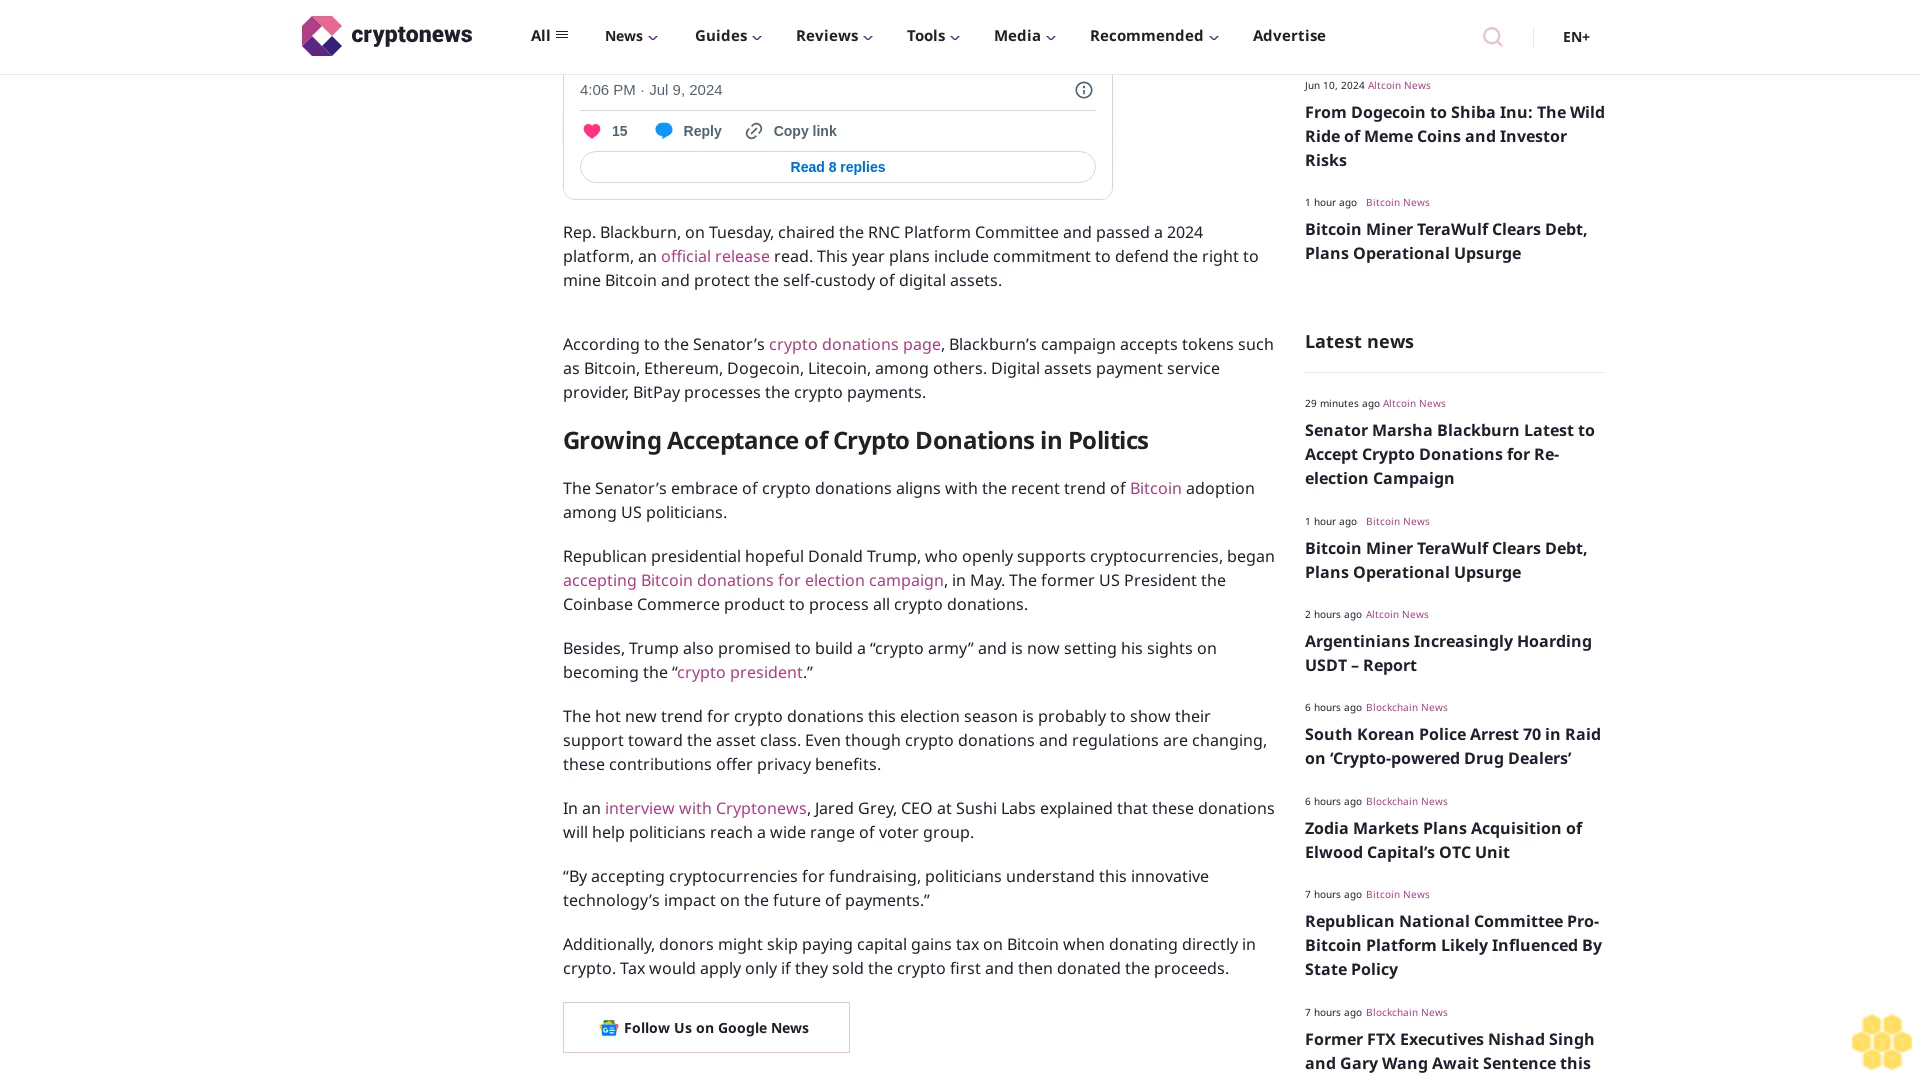 cryptonews
All
News
Guides
Reviews
Tools
Media
Recommended
Advertise
EN+
4:06 PM · Jul 9, 2024
15
Reply
Copy link
Read 8 replies
Rep. Blackburn, on Tuesday, chaired the RNC Platform Committee and passed a 2024
platform, an official release read. This year plans include commitment to defend the right to
mine Bitcoin and protect the self-custody of digital assets.
According to the Senator’s crypto donations page, Blackburn’s campaign accepts tokens such
as Bitcoin, Ethereum, Dogecoin, Litecoin, among others. Digital assets payment service
provider, BitPay processes the crypto payments.
Growing Acceptance of Crypto Donations in Politics
The Senator’s embrace of crypto donations aligns with the recent trend of Bitcoin adoption
among US politicians.
Republican presidential hopeful Donald Trump, who openly supports cryptocurrencies, began
accepting Bitcoin donations for election campaign, in May. The former US President the
Coinbase Commerce product to process all crypto donations.
Besides, Trump also promised to build a “crypto army” and is now setting his sights on
becoming the “crypto president.”
The hot new trend for crypto donations this election season is probably to show their
support toward the asset class. Even though crypto donations and regulations are changing,
these contributions offer privacy benefits.
In an interview with Cryptonews, Jared Grey, CEO at Sushi Labs explained that these donations
will help politicians reach a wide range of voter group.
“By accepting cryptocurrencies for fundraising, politicians understand this innovative
technology’s impact on the future of payments.”
Additionally, donors might skip paying capital gains tax on Bitcoin when donating directly in
crypto. Tax would apply only if they sold the crypto first and then donated the proceeds.
Follow Us on Google News
Jun 10, 2024 Altcoin News
From Dogecoin to Shiba Inu: The Wild
Ride of Meme Coins and Investor
Risks
1 hour ago Bitcoin News
Bitcoin Miner TeraWulf Clears Debt,
Plans Operational Upsurge
Latest news
29 minutes ago Altcoin News
Senator Marsha Blackburn Latest to
Accept Crypto Donations for Re-
election Campaign
1 hour ago Bitcoin News
Bitcoin Miner TeraWulf Clears Debt,
Plans Operational Upsurge
2 hours ago Altcoin News
Argentinians Increasingly Hoarding
USDT – Report
6 hours ago Blockchain News
South Korean Police Arrest 70 in Raid
on ‘Crypto-powered Drug Dealers’
6 hours ago Blockchain News
Zodia Markets Plans Acquisition of
Elwood Capital’s OTC Unit
7 hours ago Bitcoin News
Republican National Committee Pro-
Bitcoin Platform Likely Influenced By
State Policy
7 hours ago Blockchain News
Former FTX Executives Nishad Singh
and Gary Wang Await Sentence this